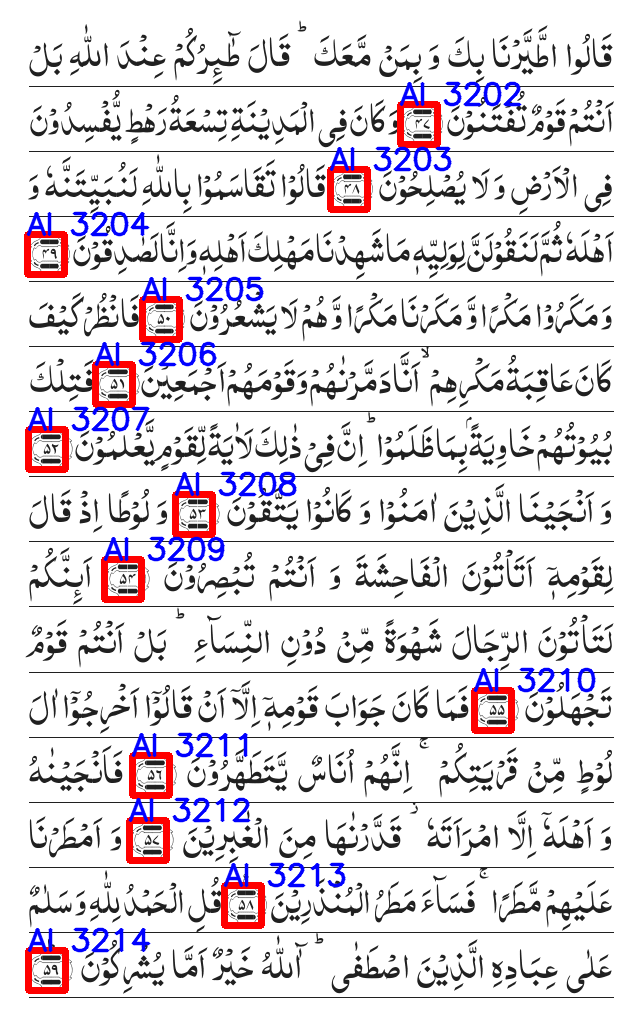 قَالُوا اطَّيَّرْنَا بِكَ وَ بِمَنْ مَّعَكَ ؕ قَالَ طٰٓىِٕرُكُمْ عِنْدَ اللّٰهِ بَلْ
AI 3202
اَنْتُمْ قَوْمٌ تُفْتَنُوْنَ ۴۷ وَ كَانَ فِی الْمَدِیْنَةِ تِسْعَةُ رَهْطٍ یُّفْسِدُوْنَ
AI 3203
فِی الْاَرْضِ وَ لَا یُصْلِحُوْنَ ۴۸ قَالُوْا تَقَاسَمُوْا بِاللّٰهِ لَنُبَیِّتَنَّهٗ وَ
AI 3204
اَهْلَهٗ ثُمَّ لَنَقُوْلَنَّ لِوَلِیِّهٖ مَا شَهِدْنَا مَهْلِكَ اَهْلِهٖ وَ اِنَّا لَصٰدِقُوْنَ ۴۹
AI 3205
وَ مَكَرُوْا مَكْرًا وَّ مَكَرْنَا مَكْرًا وَّ هُمْ لَا یَشْعُرُوْنَ ۵۰ فَانْظُرْ كَیْفَ
AI 3206
كَانَ عَاقِبَةُ مَكْرِهِمْ ۙ اَنَّا دَمَّرْنٰهُمْ وَ قَوْمَهُمْ اَجْمَعِیْنَ ۵۱ فَتِلْكَ
AI 3207
بُیُوْتُهُمْ خَاوِیَةًۢ بِمَا ظَلَمُوْا ؕ اِنَّ فِیْ ذٰلِكَ لَاٰیَةً لِّقَوْمٍ یَّعْلَمُوْنَ ۵۲
AI 3208
وَ اَنْجَیْنَا الَّذِیْنَ اٰمَنُوْا وَ كَانُوْا یَتَّقُوْنَ ۵۳ وَ لُوْطًا اِذْ قَالَ
AI 3209
لِقَوْمِهٖۤ اَتَاْتُوْنَ الْفَاحِشَةَ وَ اَنْتُمْ تُبْصِرُوْنَ ۵۴ اَىِٕنَّكُمْ
لَتَاْتُوْنَ الرِّجَالَ شَهْوَةً مِّنْ دُوْنِ النِّسَآءِ ؕ بَلْ اَنْتُمْ قَوْمٌ
AI 3210
تَجْهَلُوْنَ ۵۵ فَمَا كَانَ جَوَابَ قَوْمِهٖۤ اِلَّاۤ اَنْ قَالُوْۤا اَخْرِجُوْۤا اٰلَ
AI 3211
لُوْطٍ مِّنْ قَرْیَتِكُمْ ۚ اِنَّهُمْ اُنَاسٌ یَّتَطَهَّرُوْنَ ۵۶ فَاَنْجَیْنٰهُ
AI 3212
وَ اَهْلَهٗۤ اِلَّا امْرَاَتَهٗ ؗ قَدَّرْنٰهَا مِنَ الْغٰبِرِیْنَ ۵۷ وَ اَمْطَرْنَا
AI 3213
عَلَیْهِمْ مَّطَرًا ۚ فَسَآءَ مَطَرُ الْمُنْذَرِیْنَ ۵۸ قُلِ الْحَمْدُ لِلّٰهِ وَ سَلٰمٌ
AI 3214
عَلٰی عِبَادِهِ الَّذِیْنَ اصْطَفٰی ؕ آٰللّٰهُ خَیْرٌ اَمَّا یُشْرِكُوْنَ ۵۹